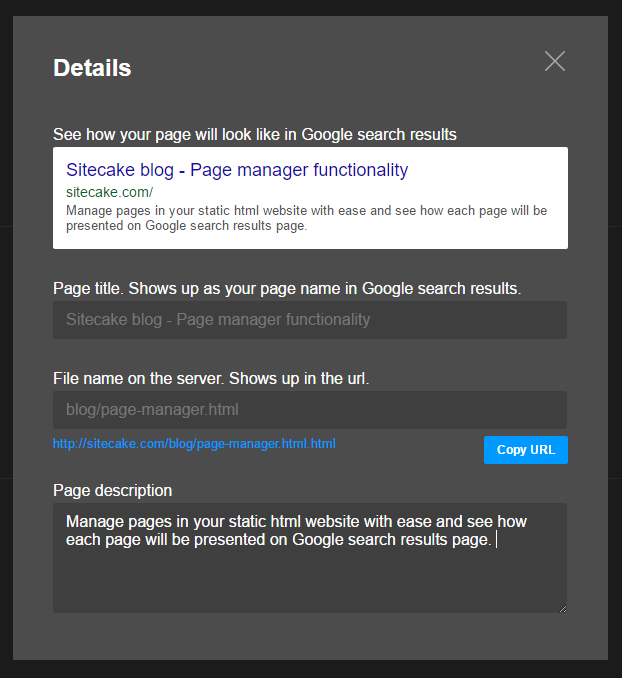 Details
See how your page will look like in Google search results
Sitecake blog - Page manager functionality
sitecake.com/
Manage pages in your static html website with ease and see how each page will be
presented on Google search results page.
Page title. Shows up as your page name in Google search results.
Sitecake blog - Page manager functionality
File name on the server. Shows up in the url.
blog/page-manager.html
http://sitecake.com/blog/page-manager.html.html
Copy URL
Page description
Manage pages in your static html website with ease and see how
each page will be presented on Google search results page.